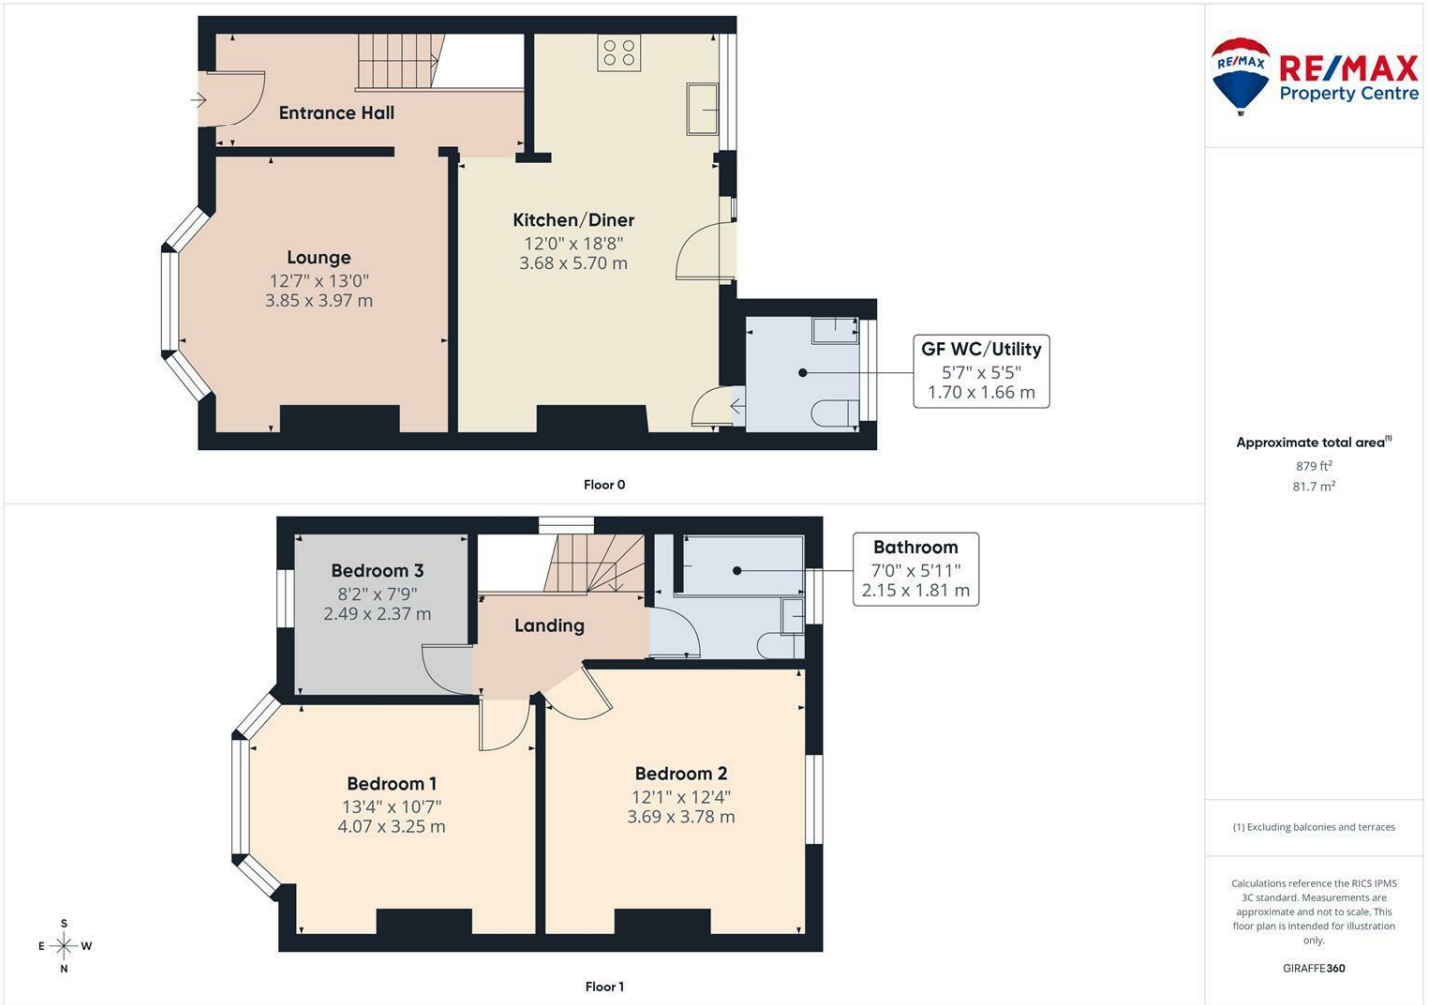 Entrance Hall
Lounge
12'7" x 13'0"
3.85 x 3.97 m
Kitchen/Diner
12'0" x 18'8"
3.68 x 5.70 m
GF WC/Utility
5'7" x 5'5"
1.70 x 1.66 m
Floor 0
Bedroom 3
8'2" x 7'9"
2.49 x 2.37 m
Landing
Bathroom
7'0" x 5'11"
2.15 x 1.81 m
Bedroom 1
13'4" x 10'7"
4.07 x 3.25 m
Bedroom 2
12'1" x 12'4"
3.69 x 3.78 m
S
E W
N
Floor 1
RE/MAX
RE/MAX
Property Centre
Approximate total area(1)
879 ft²
81.7 m²
(1) Excluding balconies and terraces
Calculations reference the RICS IPMS
3C standard. Measurements are
approximate and not to scale. This
floor plan is intended for illustration
only.
GIRAFFE360